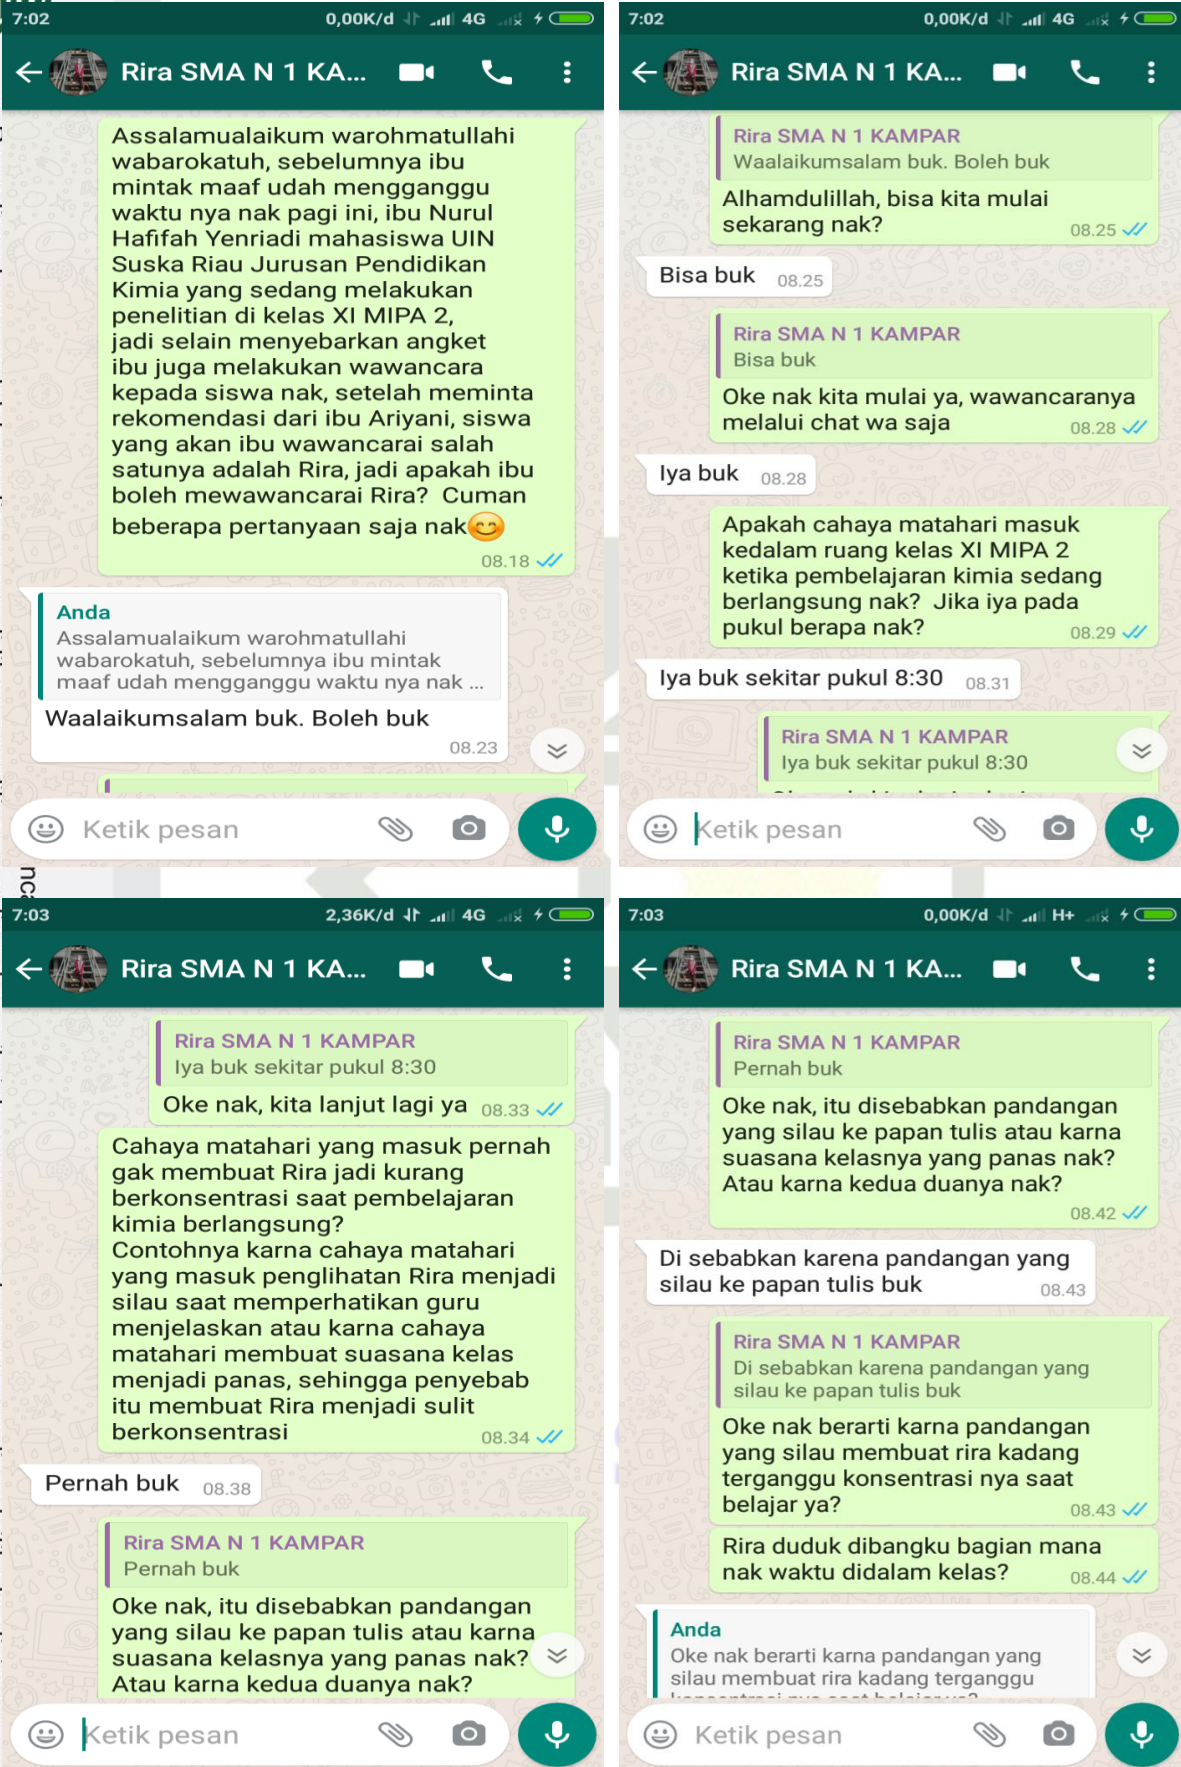 7:02
0,00K/d 4G
Rira SMA N 1 KA...
Assalamualaikum warohmatullahi
wabarokatuh, sebelumnya ibu
mintak maaf udah mengganggu
waktu nya nak pagi ini, ibu Nurul
Hafifah Yenriadi mahasiswa UIN
Suska Riau Jurusan Pendidikan
Kimia yang sedang melakukan
penelitian di kelas XI MIPA 2,
jadi selain menyebarkan angket
ibu juga melakukan wawancara
kepada siswa nak, setelah meminta
rekomendasi dari ibu Ariyani, siswa
yang akan ibu wawancarai salah
satunya adalah Rira, jadi apakah ibu
boleh mewawancarai Rira? Cuman
beberapa pertanyaan saja nak😊
08.18
Anda
Assalamualaikum warohmatullahi
wabarokatuh, sebelumnya ibu mintak
maaf udah mengganggu waktu nya nak ...
Waalaikumsalam buk. Boleh buk
08.23
Ketik pesan
7:02
0,00K/d 4G
Rira SMA N 1 KA...
Rira SMA N 1 KAMPAR
Waalaikumsalam buk. Boleh buk
Alhamdulillah, bisa kita mulai
sekarang nak?
08.25
Bisa buk 08.25
Rira SMA N 1 KAMPAR
Bisa buk
Oke nak kita mulai ya, wawancaranya
melalui chat wa saja
08.28
Iya buk 08.28
Apakah cahaya matahari masuk
kedalam ruang kelas XI MIPA 2
ketika pembelajaran kimia sedang
berlangsung nak? Jika iya pada
pukul berapa nak?
08.29
Iya buk sekitar pukul 8:30 08.31
Rira SMA N 1 KAMPAR
Iya buk sekitar pukul 8:30
Ketik pesan
7:03
2,36K/d 4G
Rira SMA N 1 KA...
Rira SMA N 1 KAMPAR
Iya buk sekitar pukul 8:30
Oke nak, kita lanjut lagi ya 08.33
Cahaya matahari yang masuk pernah
gak membuat Rira jadi kurang
berkonsentrasi saat pembelajaran
kimia berlangsung?
Contohnya karna cahaya matahari
yang masuk penglihatan Rira menjadi
silau saat memperhatikan guru
menjelaskan atau karna cahaya
matahari membuat suasana kelas
menjadi panas, sehingga penyebab
itu membuat Rira menjadi sulit
berkonsentrasi
08.34
Pernah buk 08.38
Rira SMA N 1 KAMPAR
Pernah buk
Oke nak, itu disebabkan pandangan
yang silau ke papan tulis atau karna
suasana kelasnya yang panas nak?
Atau karna kedua duanya nak?
Ketik pesan
7:03
0,00K/d H+
Rira SMA N 1 KA...
Rira SMA N 1 KAMPAR
Pernah buk
Oke nak, itu disebabkan pandangan
yang silau ke papan tulis atau karna
suasana kelasnya yang panas nak?
Atau karna kedua duanya nak?
08.42
Di sebabkan karena pandangan yang
silau ke papan tulis buk
08.43
Rira SMA N 1 KAMPAR
Di sebabkan karena pandangan yang
silau ke papan tulis buk
Oke nak berarti karna pandangan
yang silau membuat rira kadang
terganggu konsentrasi nya saat
belajar ya?
08.43
Rira duduk dibangku bagian mana
nak waktu didalam kelas?
08.44
Anda
Oke nak berarti karna pandangan yang
silau membuat rira kadang terganggu
Ketik pesan